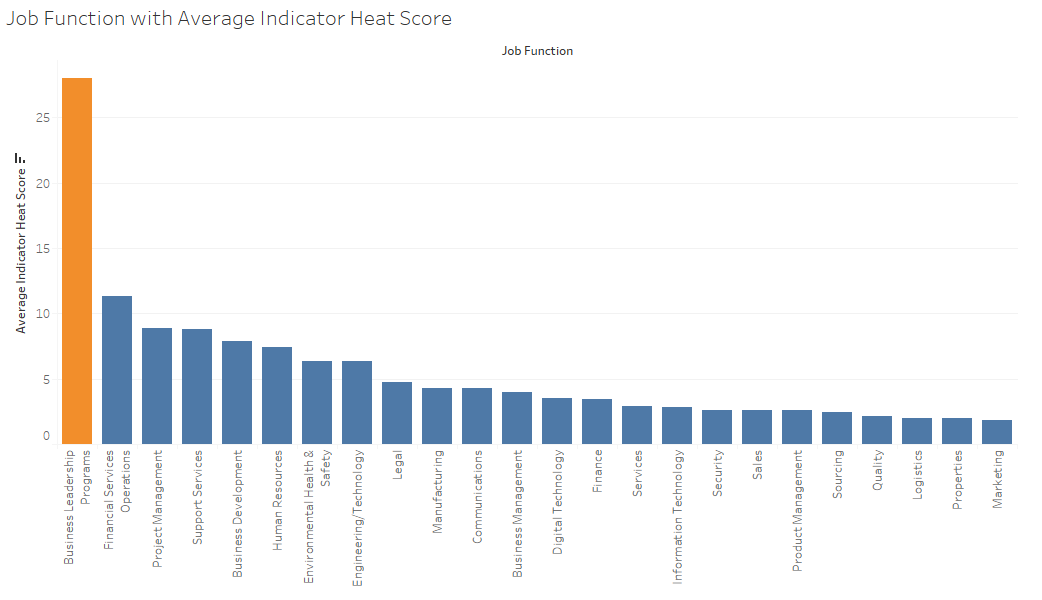 Job Function with Average Indicator Heat Score
Job Function
Average Indicator Heat Score
25
20
15
10
5
0
Business Leadership
Programs
Financial Services
Operations
Project Management
Support Services
Business Development
Human Resources
Environmental Health &
Safety
Engineering/Technology
Legal
Manufacturing
Communications
Business Management
Digital Technology
Finance
Services
Information Technology
Security
Sales
Product Management
Sourcing
Quality
Logistics
Properties
Marketing